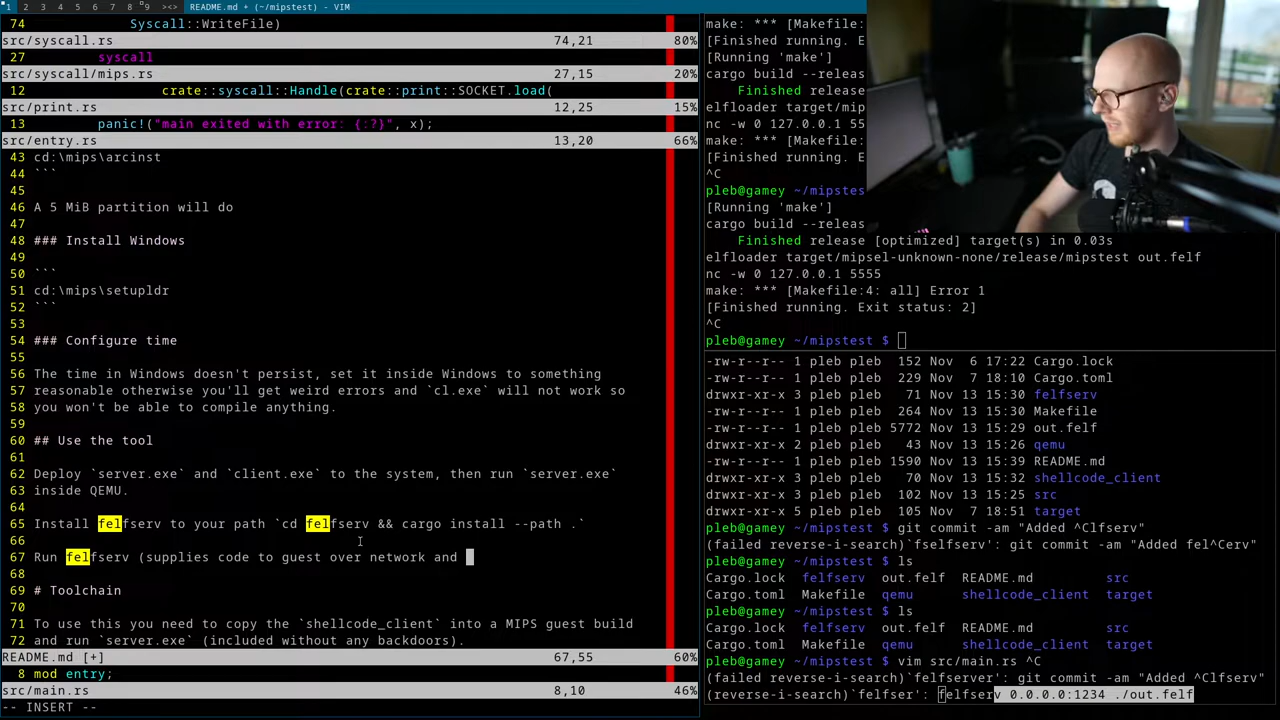 1 2 3 4 5 6 7 8 9 ><> README.md + (~/mipstest) - VIM
74 Syscall::WriteFile)
src/syscall.rs 74,21 80%
27 syscall
src/syscall/mips.rs 27,15 20%
12 crate::syscall::Handle(crate::print::SOCKET.load(
src/print.rs 12,25 15%
13 panic!("main exited with error: {:?}", x);
src/entry.rs 13,20 66%
43 cd:\mips\arcinst
44 ```
45
46 A 5 MiB partition will do
47
48 ### Install Windows
49
50 ```
51 cd:\mips\setupldr
52 ```
53
54 ### Configure time
55
56 The time in Windows doesn't persist, set it inside Windows to something
57 reasonable otherwise you'll get weird errors and `cl.exe` will not work so
58 you won't be able to compile anything.
59
60 ## Use the tool
61
62 Deploy `server.exe` and `client.exe` to the system, then run `server.exe`
63 inside QEMU.
64
65 Install felfserv to your path `cd felfserv && cargo install --path .`
66
67 Run felfserv (supplies code to guest over network and
68
69 # Toolchain
70
71 To use this you need to copy the `shellcode_client` into a MIPS guest build
72 and run `server.exe` (included without any backdoors).
README.md [+] 67,55 60%
8 mod entry;
src/main.rs 8,10 46%
-- INSERT --
make: *** [Makefile:
[Finished running. E
[Running 'make']
cargo build --releas
Finished release
elfloader target/mip
nc -w 0 127.0.0.1 55
make: *** [Makefile:
[Finished running. E
^C
pleb@gamey ~/mipstes
[Running 'make']
cargo build --releas
Finished release [optimized] target(s) in 0.03s
elfloader target/mipsel-unknown-none/release/mipstest out.felf
nc -w 0 127.0.0.1 5555
make: *** [Makefile:4: all] Error 1
[Finished running. Exit status: 2]
^C
pleb@gamey ~/mipstest $
-rw-r--r-- 1 pleb pleb 152 Nov 6 17:22 Cargo.lock
-rw-r--r-- 1 pleb pleb 229 Nov 7 18:10 Cargo.toml
drwxr-xr-x 3 pleb pleb 71 Nov 13 15:30 felfserv
-rw-r--r-- 1 pleb pleb 264 Nov 13 15:30 Makefile
-rw-r--r-- 1 pleb pleb 5772 Nov 13 15:29 out.felf
drwxr-xr-x 2 pleb pleb 43 Nov 13 15:26 qemu
-rw-r--r-- 1 pleb pleb 1590 Nov 13 15:39 README.md
drwxr-xr-x 3 pleb pleb 70 Nov 13 15:32 shellcode_client
drwxr-xr-x 5 pleb pleb 102 Nov 13 15:25 src
drwxr-xr-x 5 pleb pleb 106 Nov 7 18:51 target
pleb@gamey ~/mipstest $ git commit -am "Added ^Clfserv"
(failed reverse-i-search)`fselfserv': git commit -am "Added fel^Cerv"
pleb@gamey ~/mipstest $ ls
Cargo.lock felfserv out.felf README.md src
Cargo.toml Makefile qemu shellcode_client target
pleb@gamey ~/mipstest $ ls
Cargo.lock felfserv out.felf README.md src
Cargo.toml Makefile qemu shellcode_client target
pleb@gamey ~/mipstest $ vim src/main.rs ^C
(failed reverse-i-search)`felfserver': git commit -am "Added ^Clfserv"
(reverse-i-search)`felfser': felfserv 0.0.0.0:1234 ./out.felf